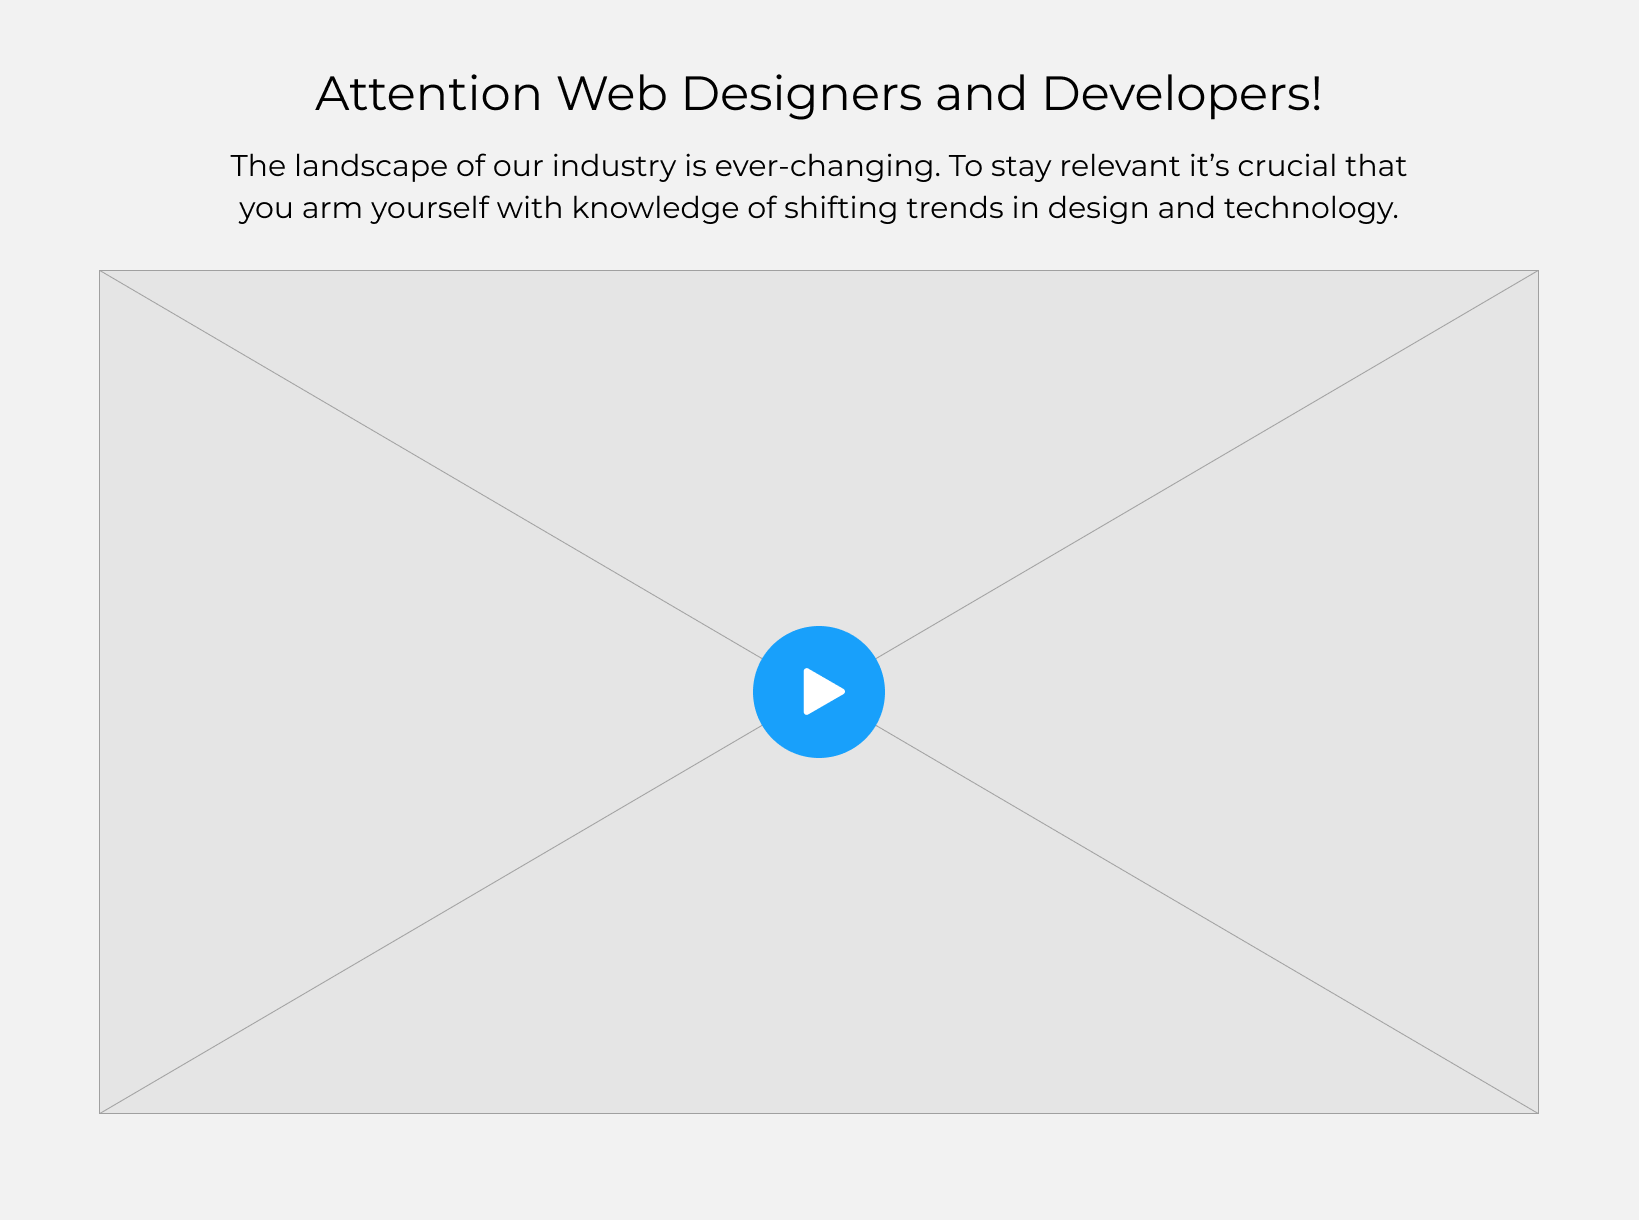 Attention Web Designers and Developers!
The landscape of our industry is ever-changing. To stay relevant it’s crucial that
you arm yourself with knowledge of shifting trends in design and technology.